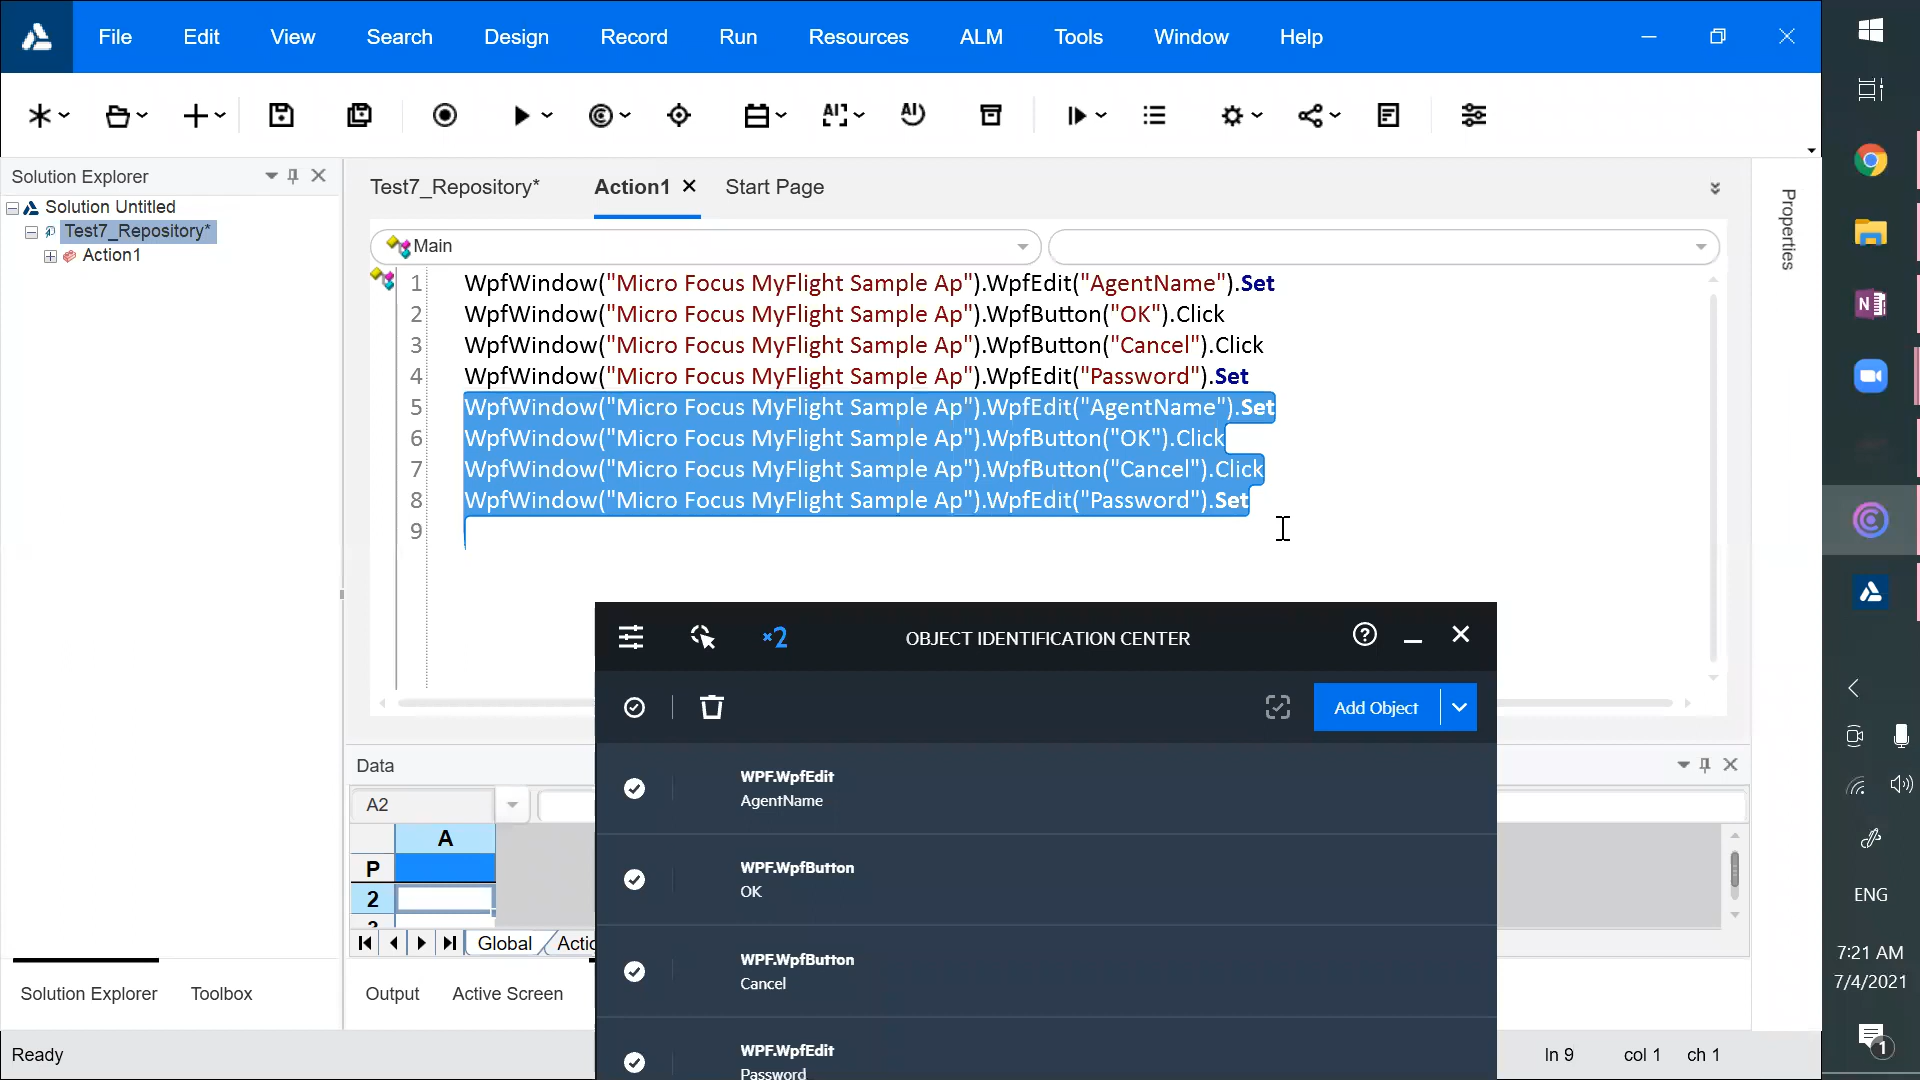 File Edit View Search Design Record Run Resources ALM Tools Window Help
Solution Explorer
Solution Untitled
Test7_Repository*
Action1
Test7_Repository* Action1 Start Page
Main
1 WpfWindow("Micro Focus MyFlight Sample Ap").WpfEdit("AgentName").Set
2 WpfWindow("Micro Focus MyFlight Sample Ap").WpfButton("OK").Click
3 WpfWindow("Micro Focus MyFlight Sample Ap").WpfButton("Cancel").Click
4 WpfWindow("Micro Focus MyFlight Sample Ap").WpfEdit("Password").Set
5 WpfWindow("Micro Focus MyFlight Sample Ap").WpfEdit("AgentName").Set
6 WpfWindow("Micro Focus MyFlight Sample Ap").WpfButton("OK").Click
7 WpfWindow("Micro Focus MyFlight Sample Ap").WpfButton("Cancel").Click
8 WpfWindow("Micro Focus MyFlight Sample Ap").WpfEdit("Password").Set
9
Properties
×2 OBJECT IDENTIFICATION CENTER
Add Object
WPF.WpfEdit
AgentName
WPF.WpfButton
OK
WPF.WpfButton
Cancel
WPF.WpfEdit
Password
Data
A2
A
P
2
Global Actio
Solution Explorer Toolbox
Output Active Screen
Ready
ln 9 col 1 ch 1
ENG
7:21 AM
7/4/2021
1